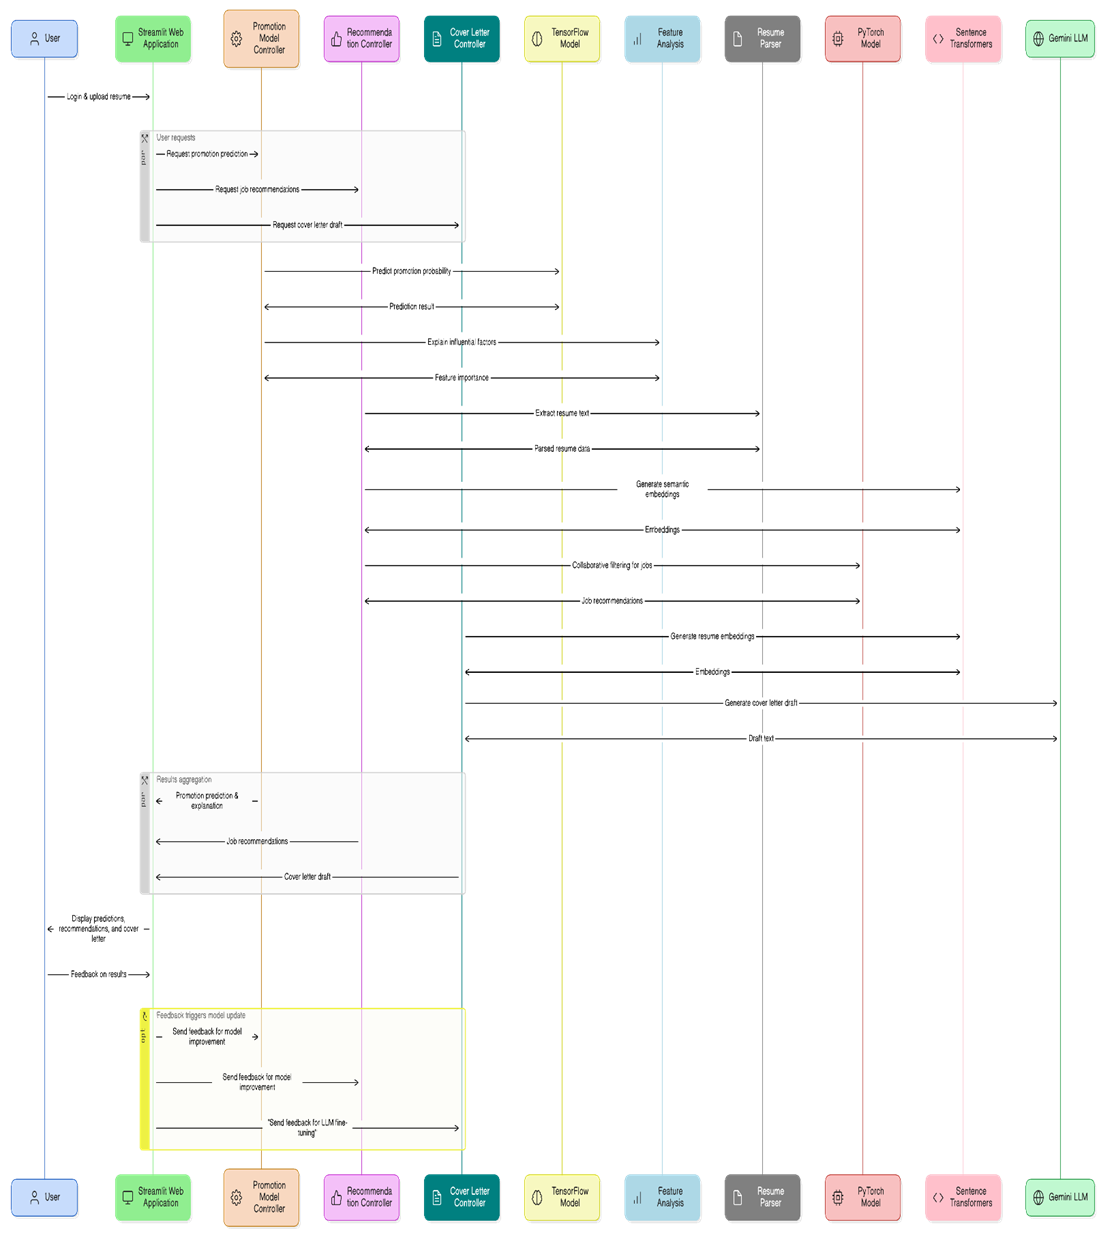 User
Streamlit Web
Application
Promotion
Model
Controller
Recommenda
tion Controller
Cover Letter
Controller
TensorFlow
Model
Feature
Analysis
Resume
Parser
PyTorch
Model
Sentence
Transformers
Gemini LLM
Login & upload resume
par
User requests
Request promotion prediction
Request job recommendations
Request cover letter draft
Predict promotion probability
Prediction result
Explain influential factors
Feature importance
Extract resume text
Parsed resume data
Generate semantic
embeddings
Embeddings
Collaborative filtering for jobs
Job recommendations
Generate resume embeddings
Embeddings
Generate cover letter draft
Draft text
par
Results aggregation
Promotion prediction &
explanation
Job recommendations
Cover letter draft
Display predictions,
recommendations, and cover
letter
Feedback on results
opt
Feedback triggers model update
Send feedback for model
improvement
Send feedback for model
improvement
"Send feedback for LLM fine-
tuning"
User
Streamlit Web
Application
Promotion
Model
Controller
Recommenda
tion Controller
Cover Letter
Controller
TensorFlow
Model
Feature
Analysis
Resume
Parser
PyTorch
Model
Sentence
Transformers
Gemini LLM